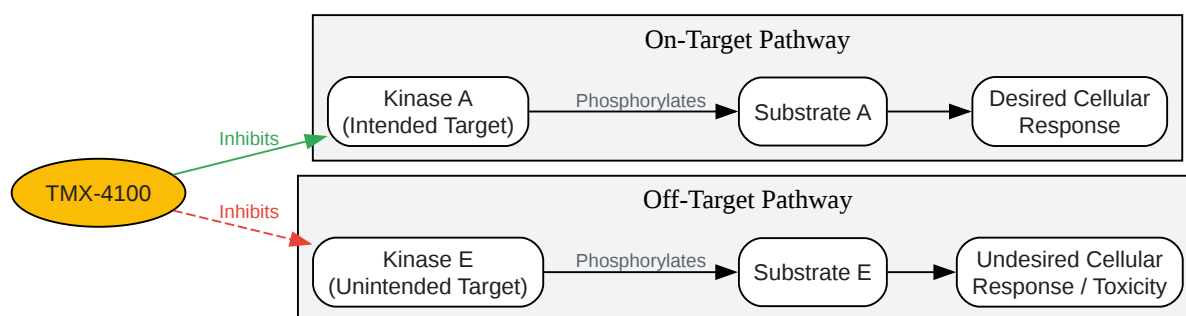 On-Target Pathway
Kinase A
(Intended Target)
Phosphorylates
Substrate A
Desired Cellular
Response
Inhibits
TMX-4100
Inhibits
Off-Target Pathway
Kinase E
(Unintended Target)
Phosphorylates
Substrate E
Undesired Cellular
Response / Toxicity